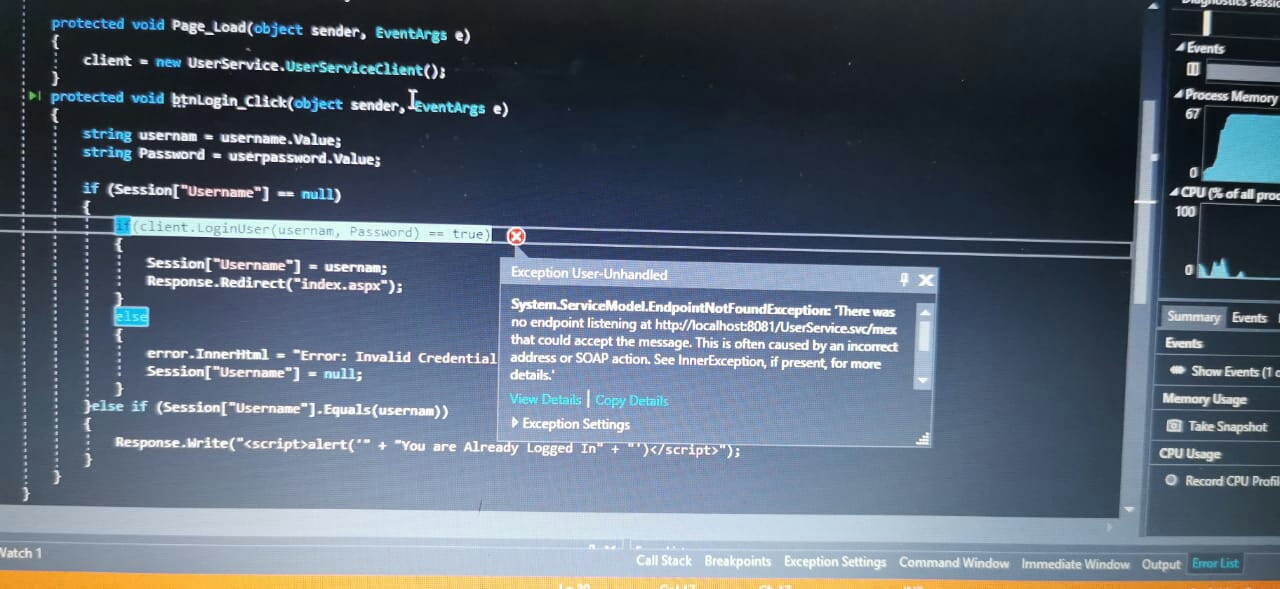 protected void Page_Load(object sender, EventArgs e)
{
client = new UserService.UserServiceClient();
}
protected void btnLogin_Click(object sender, EventArgs e)
{
string usernam = username.Value;
string Password = userpassword.Value;
if (Session["Username"] == null)
{
if(client.LoginUser(usernam, Password) == true)
{
Session["Username"] = usernam;
Response.Redirect("index.aspx");
}
else
{
error.InnerHtml = "Error: Invalid Credential
Session["Username"] = null;
}
}else if (Session["Username"].Equals(usernam))
{
Response.Write("<script>alert('" + "You are Already Logged In" + "')</script>");
}
}
}
Exception User-Unhandled
System.ServiceModel.EndpointNotFoundException: 'There was
no endpoint listening at http://localhost:8081/UserService.svc/mex
that could accept the message. This is often caused by an incorrect
address or SOAP action. See InnerException, if present, for more
details.'
View Details | Copy Details
Exception Settings
Events
Process Memory
67
0
CPU (% of all proc
100
0
Summary Events
Events
Show Events (1 o
Memory Usage
Take Snapshot
CPU Usage
Record CPU Profil
Watch 1
Call Stack Breakpoints Exception Settings Command Window Immediate Window Output Error List